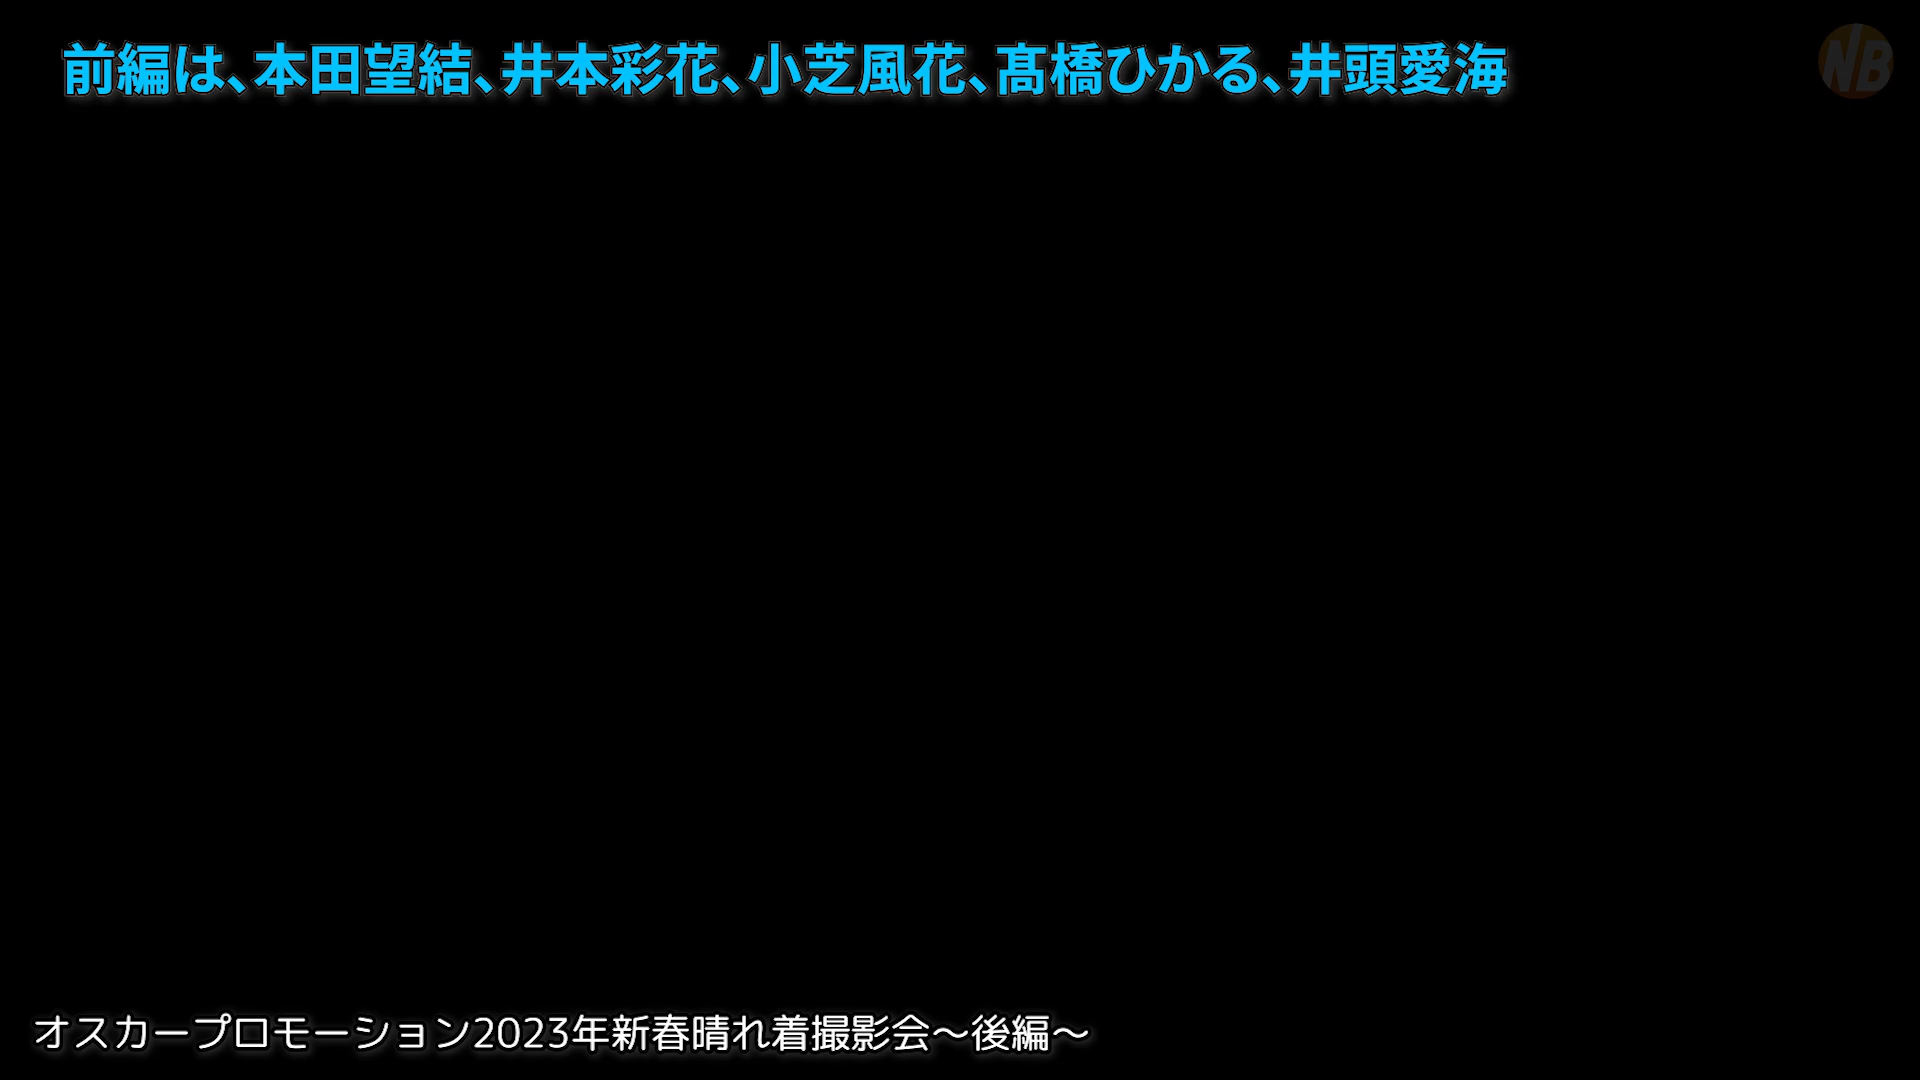 前編は、本田望結、井本彩花、小芝風花、髙橋ひかる、井頭愛海
NB
オスカープロモーション2023年新春晴れ着撮影会～後編～